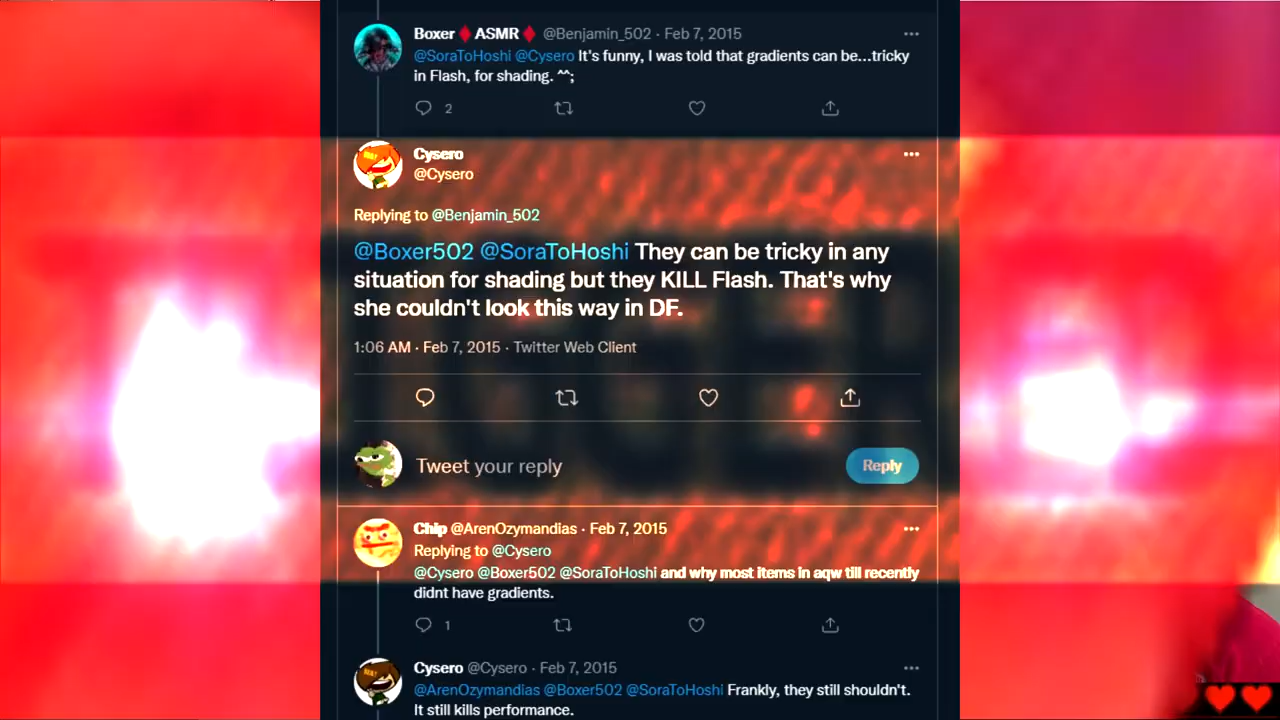 Boxer♦️ASMR♦️ @Benjamin_502 · Feb 7, 2015
@SoraToHoshi @Cysero It's funny, I was told that gradients can be...tricky
in Flash, for shading. ^^;
2
Cysero
@Cysero
Replying to @Benjamin_502
@Boxer502 @SoraToHoshi They can be tricky in any
situation for shading but they KILL Flash. That's why
she couldn't look this way in DF.
1:06 AM · Feb 7, 2015 · Twitter Web Client
Tweet your reply
Reply
Chip @ArenOzymandias · Feb 7, 2015
Replying to @Cysero
@Cysero @Boxer502 @SoraToHoshi and why most items in aqw till recently
didnt have gradients.
1
Cysero @Cysero · Feb 7, 2015
@ArenOzymandias @Boxer502 @SoraToHoshi Frankly, they still shouldn't.
It still kills performance.